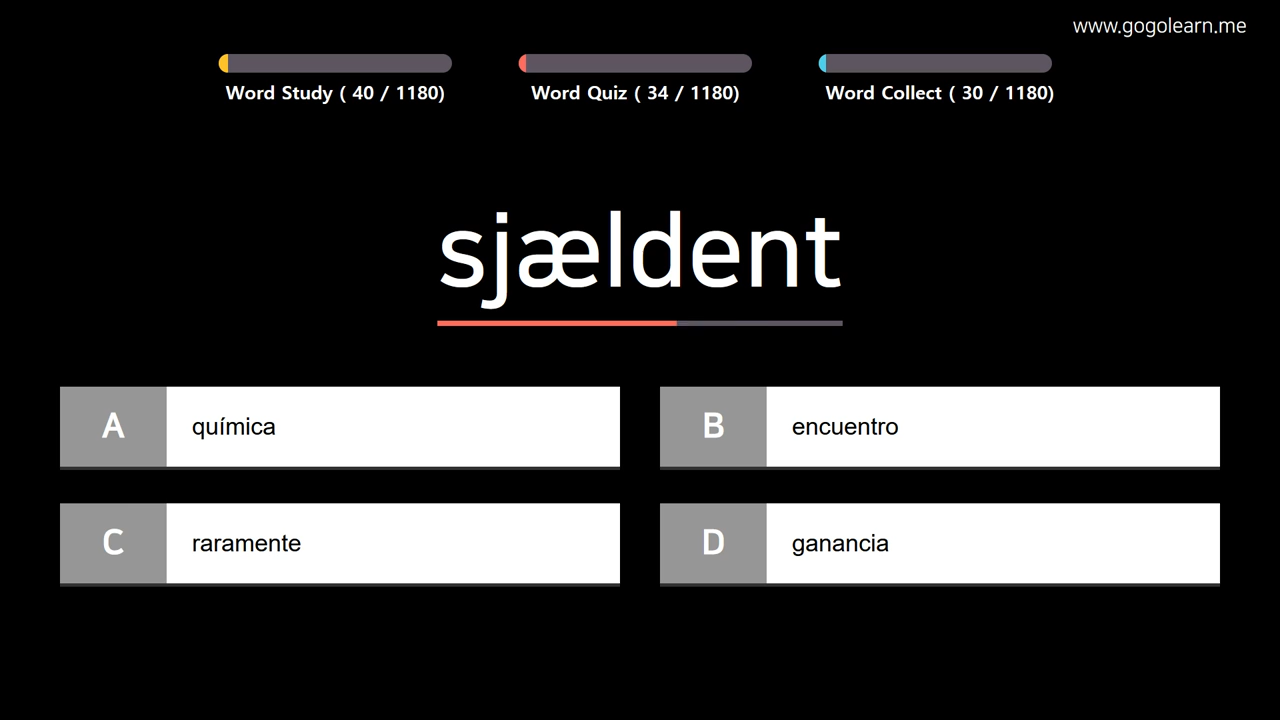 www.gogolearn.me
Word Study ( 40 / 1180)
Word Quiz ( 34 / 1180)
Word Collect ( 30 / 1180)
sjældent
A química
B encuentro
C raramente
D ganancia